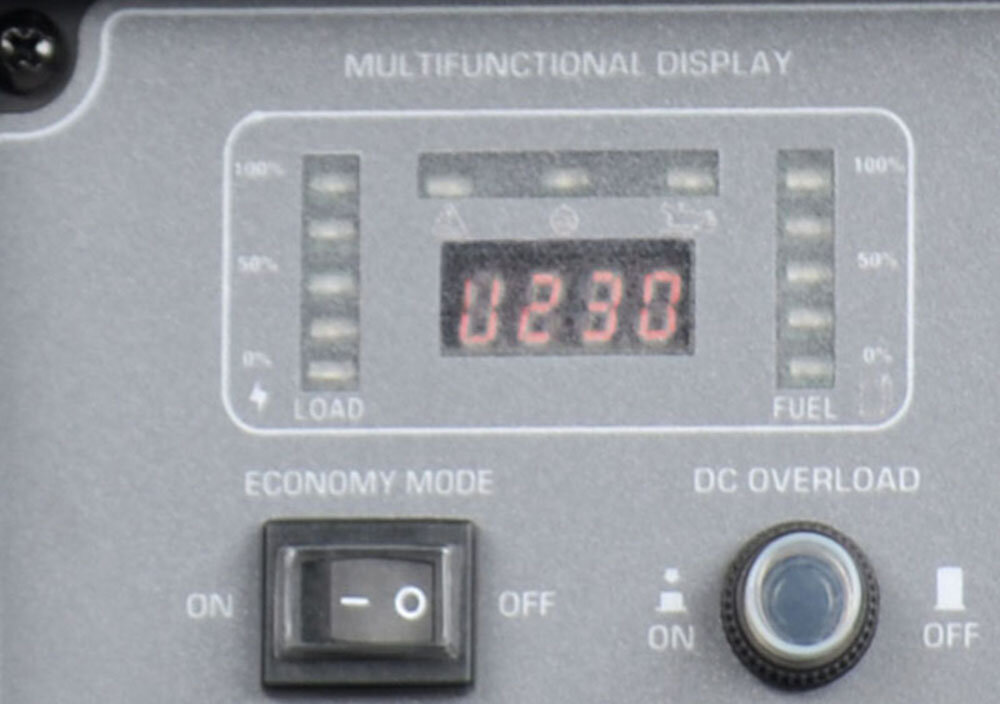 MULTIFUNCTIONAL DISPLAY
100%
100%
U230
50%
50%
0%
0%
LOAD
FUEL
ECONOMY MODE
DC OVERLOAD
ON
– O
OFF
ON
OFF